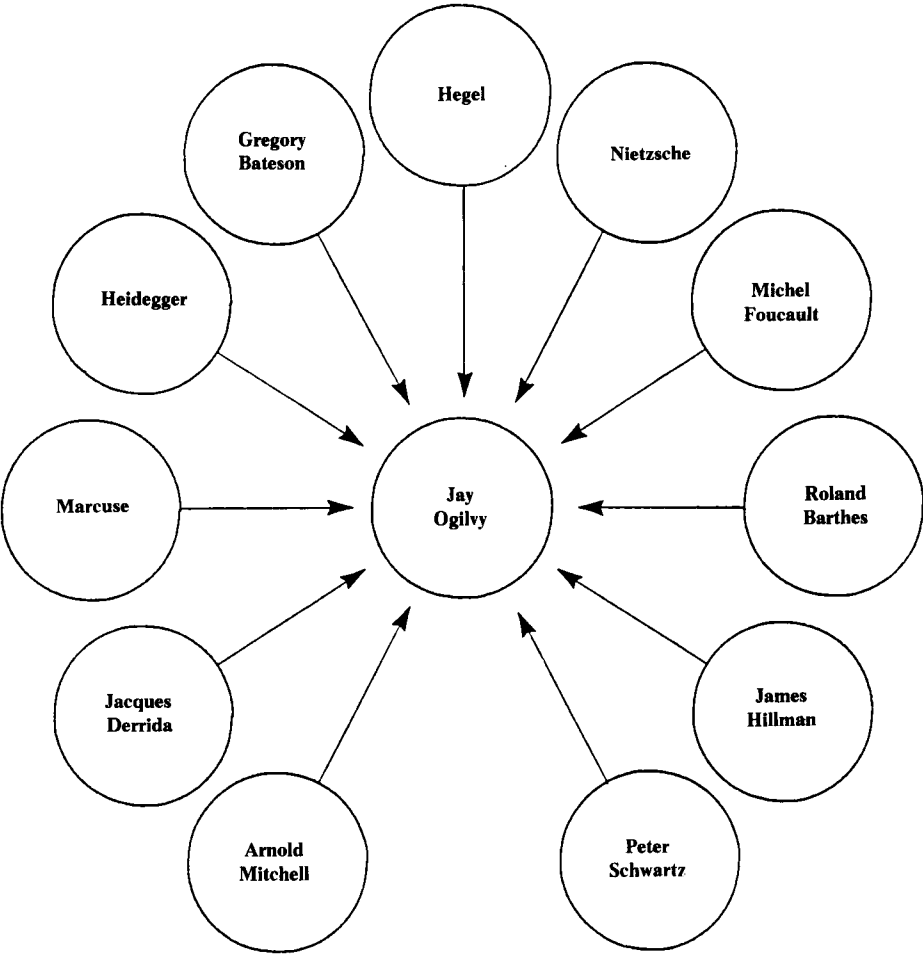 Hegel
Gregory
Bateson
Nietzsche
Heidegger
Michel
Foucault
Marcuse
Jay
Ogilvy
Roland
Barthes
Jacques
Derrida
James
Hillman
Arnold
Mitchell
Peter
Schwartz